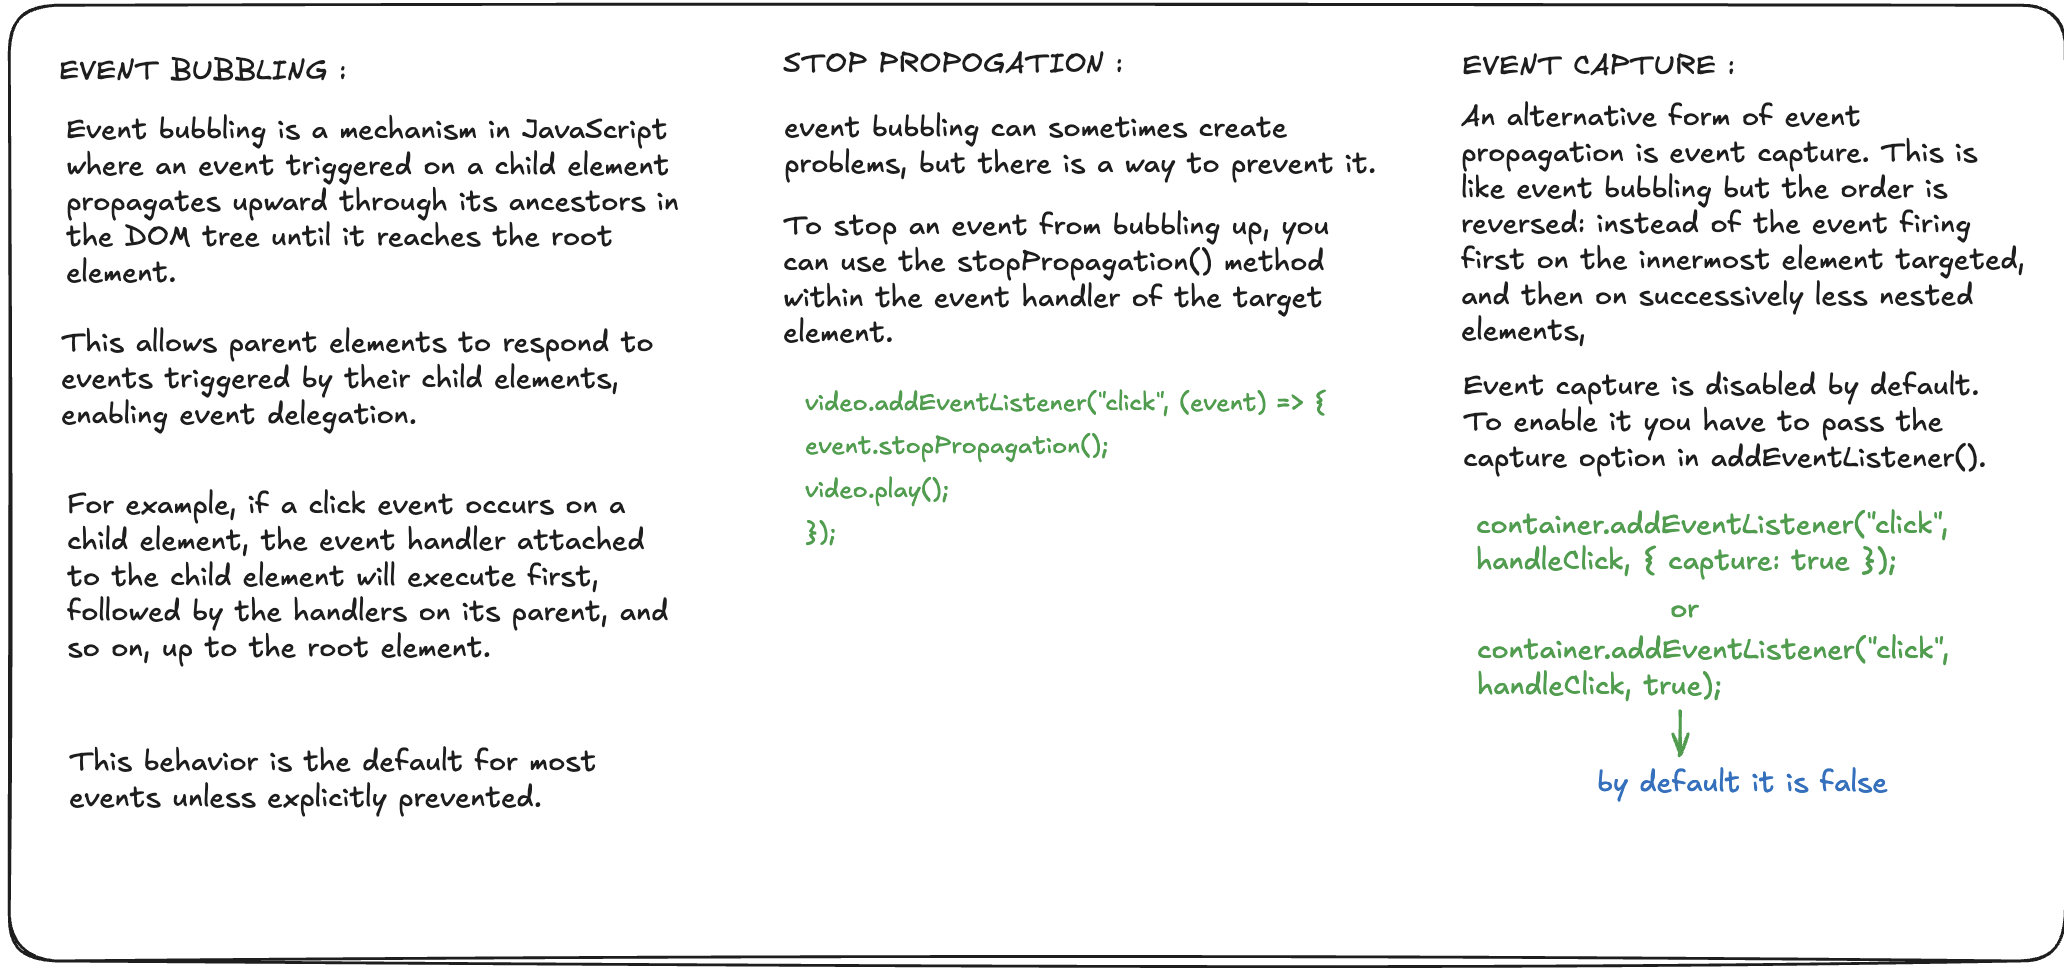 EVENT BUBBLING :
Event bubbling is a mechanism in JavaScript
where an event triggered on a child element
propagates upward through its ancestors in
the DOM tree until it reaches the root
element.
This allows parent elements to respond to
events triggered by their child elements,
enabling event delegation.
For example, if a click event occurs on a
child element, the event handler attached
to the child element will execute first,
followed by the handlers on its parent, and
so on, up to the root element.
This behavior is the default for most
events unless explicitly prevented.
STOP PROPOGATION :
event bubbling can sometimes create
problems, but there is a way to prevent it.
To stop an event from bubbling up, you
can use the stopPropagation() method
within the event handler of the target
element.
video.addEventListener("click", (event) => {
event.stopPropagation();
video.play();
});
EVENT CAPTURE :
An alternative form of event
propagation is event capture. This is
like event bubbling but the order is
reversed: instead of the event firing
first on the innermost element targeted,
and then on successively less nested
elements,
Event capture is disabled by default.
To enable it you have to pass the
capture option in addEventListener().
container.addEventListener("click",
handleClick, { capture: true });
or
container.addEventListener("click",
handleClick, true);
by default it is false